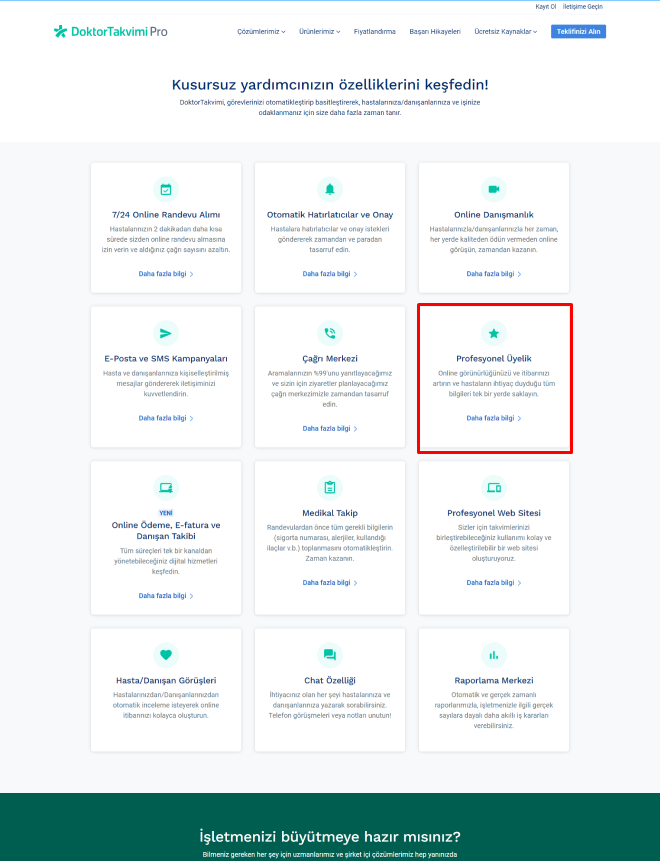 Kayıt Ol İletişime Geçin
DoktorTakvimi Pro
Çözümlerimiz Ürünlerimiz Fiyatlandırma Başarı Hikayeleri Ücretsiz Kaynaklar Teklifinizi Alın
Kusursuz yardımcınızın özelliklerini keşfedin!
DoktorTakvimi, görevlerinizi otomatikleştirip basitleştirerek, hastalarınıza/danışanlarınıza ve işinize
odaklanmanız için size daha fazla zaman tanır.
7/24 Online Randevu Alımı
Hastalarınızın 2 dakikadan daha kısa
sürede sizden online randevu almasına
izin verin ve aldığınız çağrı sayısını azaltın.
Daha fazla bilgi
Otomatik Hatırlatıcılar ve Onay
Hastalara hatırlatıcılar ve onay istekleri
göndererek zamandan ve paradan
tasarruf edin.
Daha fazla bilgi
Online Danışmanlık
Hastalarınızla/danışanlarınızla her zaman,
her yerde kaliteden ödün vermeden online
görüşün, zamandan kazanın.
Daha fazla bilgi
E-Posta ve SMS Kampanyaları
Hasta ve danışanlarınıza kişiselleştirilmiş
mesajlar göndererek iletişiminizi
kuvvetlendirin.
Daha fazla bilgi
Çağrı Merkezi
Aramalarınızın %99'unu yanıtlayacağımız
ve sizin için ziyaretler planlayacağımız
çağrı merkezimizle zamandan tasarruf
edin.
Daha fazla bilgi
Profesyonel Üyelik
Online görünürlüğünüzü ve itibarınızı
artırın ve hastaların ihtiyaç duyduğu tüm
bilgileri tek bir yerde saklayın.
Daha fazla bilgi
YENİ
Online Ödeme, E-fatura ve
Danışan Takibi
Tüm süreçleri tek bir kanaldan
yönetebileceğiniz dijital hizmetleri
keşfedin.
Daha fazla bilgi
Medikal Takip
Randevulardan önce tüm gerekli bilgilerin
(sigorta numarası, alerjiler, kullandığı
ilaçlar v.b.) toplanmasını otomatikleştirin.
Zaman kazanın.
Daha fazla bilgi
Profesyonel Web Sitesi
Sizler için takvimlerinizi
birleştirebileceğiniz kullanımı kolay ve
özelleştirilebilir bir web sitesi
oluşturuyoruz.
Daha fazla bilgi
Hasta/Danışan Görüşleri
Hastalarınızdan/Danışanlarınızdan
otomatik inceleme isteyerek online
itibarınızı kolayca oluşturun.
Chat Özelliği
İhtiyacınız olan her şeyi hastalarınıza ve
danışanlarınıza yazarak sorabilirsiniz.
Telefon görüşmeleri veya notları unutun!
Raporlama Merkezi
Otomatik ve gerçek zamanlı
raporlarımızla, işletmenizle ilgili gerçek
sayılara dayalı daha akıllı iş kararları
verebilirsiniz.
İşletmenizi büyütmeye hazır mısınız?
Bilmeniz gereken her şey için uzmanlarımız ve şirket içi çözümlerimiz hep yanınızda